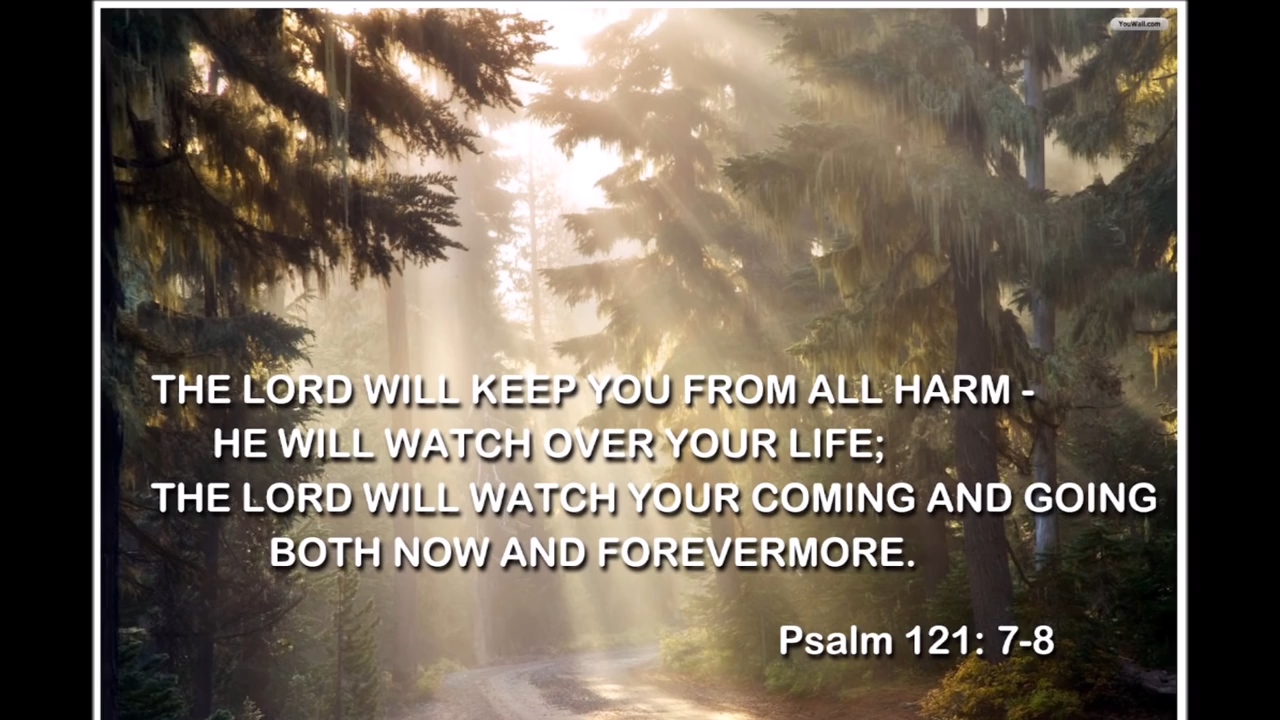 YouWall.com
THE LORD WILL KEEP YOU FROM ALL HARM -
HE WILL WATCH OVER YOUR LIFE;
THE LORD WILL WATCH YOUR COMING AND GOING
BOTH NOW AND FOREVERMORE.
Psalm 121: 7-8